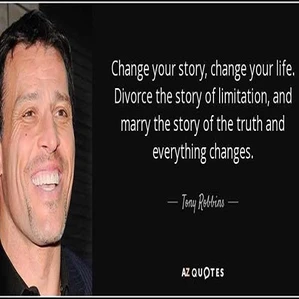 Change your story, change your life.
Divorce the story of limitation, and
marry the story of the truth and
everything changes.
— Tony Robbins —
AZ QUOTES